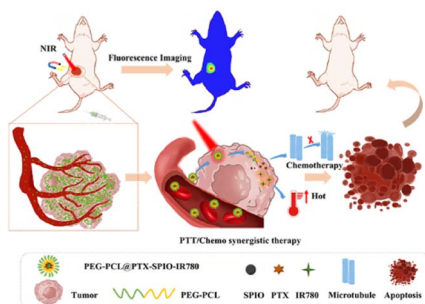 NIR
Fluorescence Imaging
Chemotherapy
Hot
PTT/Chemo synergistic therapy
PEG-PCL@PTX-SPIO-IR780
Tumor PEG-PCL SPIO PTX IR780 Microtubule Apoptosis